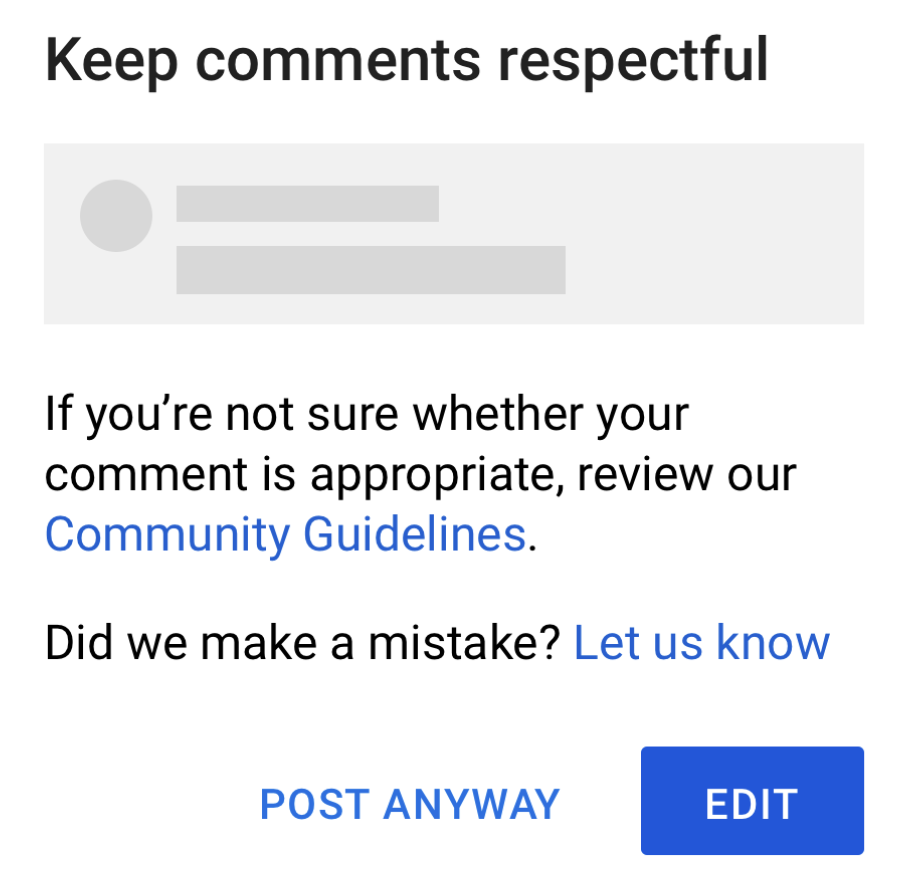 Keep comments respectful
If you’re not sure whether your
comment is appropriate, review our
Community Guidelines.
Did we make a mistake? Let us know
POST ANYWAY
EDIT